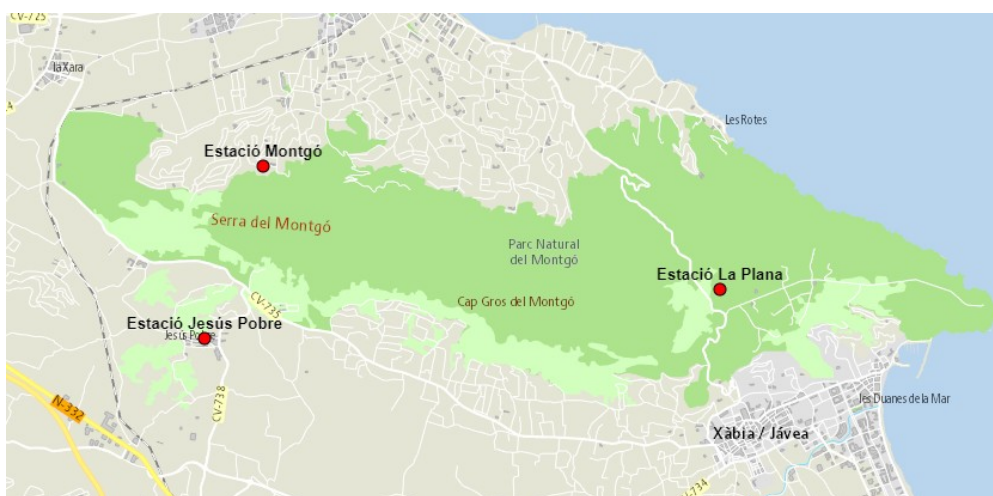 CV-725
la Xara
Les Rotes
Estació Montgó
Serra del Montgó
Parc Natural
del Montgó
Estació La Plana
Cap Gros del Montgó
CV-735
Estació Jesús Pobre
Jesús Pobre
CV-738
N-332
les Duanes de la Mar
Xàbia / Jávea
CV-734